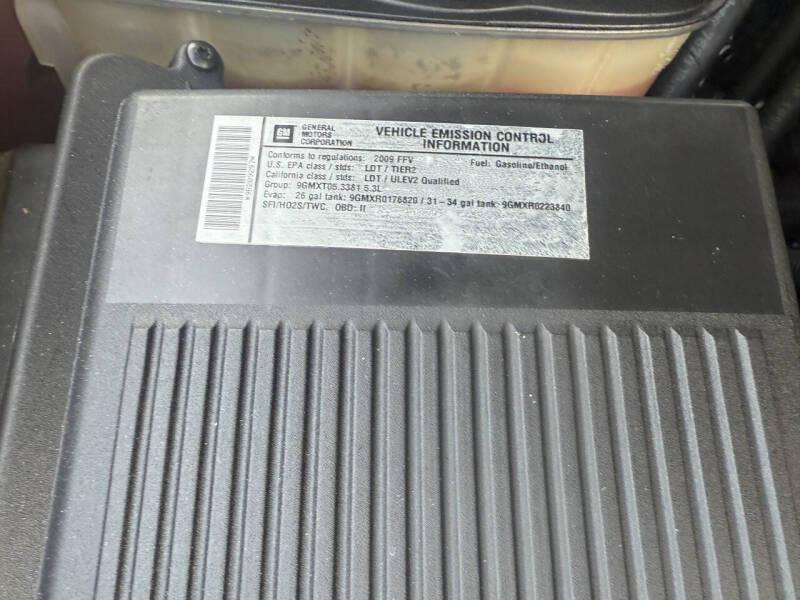 GM
GENERAL
MOTORS
CORPORATION
VEHICLE EMISSION CONTROL
INFORMATION
Conforms to regulations: 2009 FFV Fuel: Gasoline/Ethanol
U.S. EPA class / stds: LDT / TIER2
California class / stds: LDT / ULEV2 Qualified
Group: 9GMXT05.3381 5.3L
Evap: 26 gal tank: 9GMXR0176820 / 31-34 gal tank: 9GMXR0223840
SFI/HO2S/TWC, OBD: II